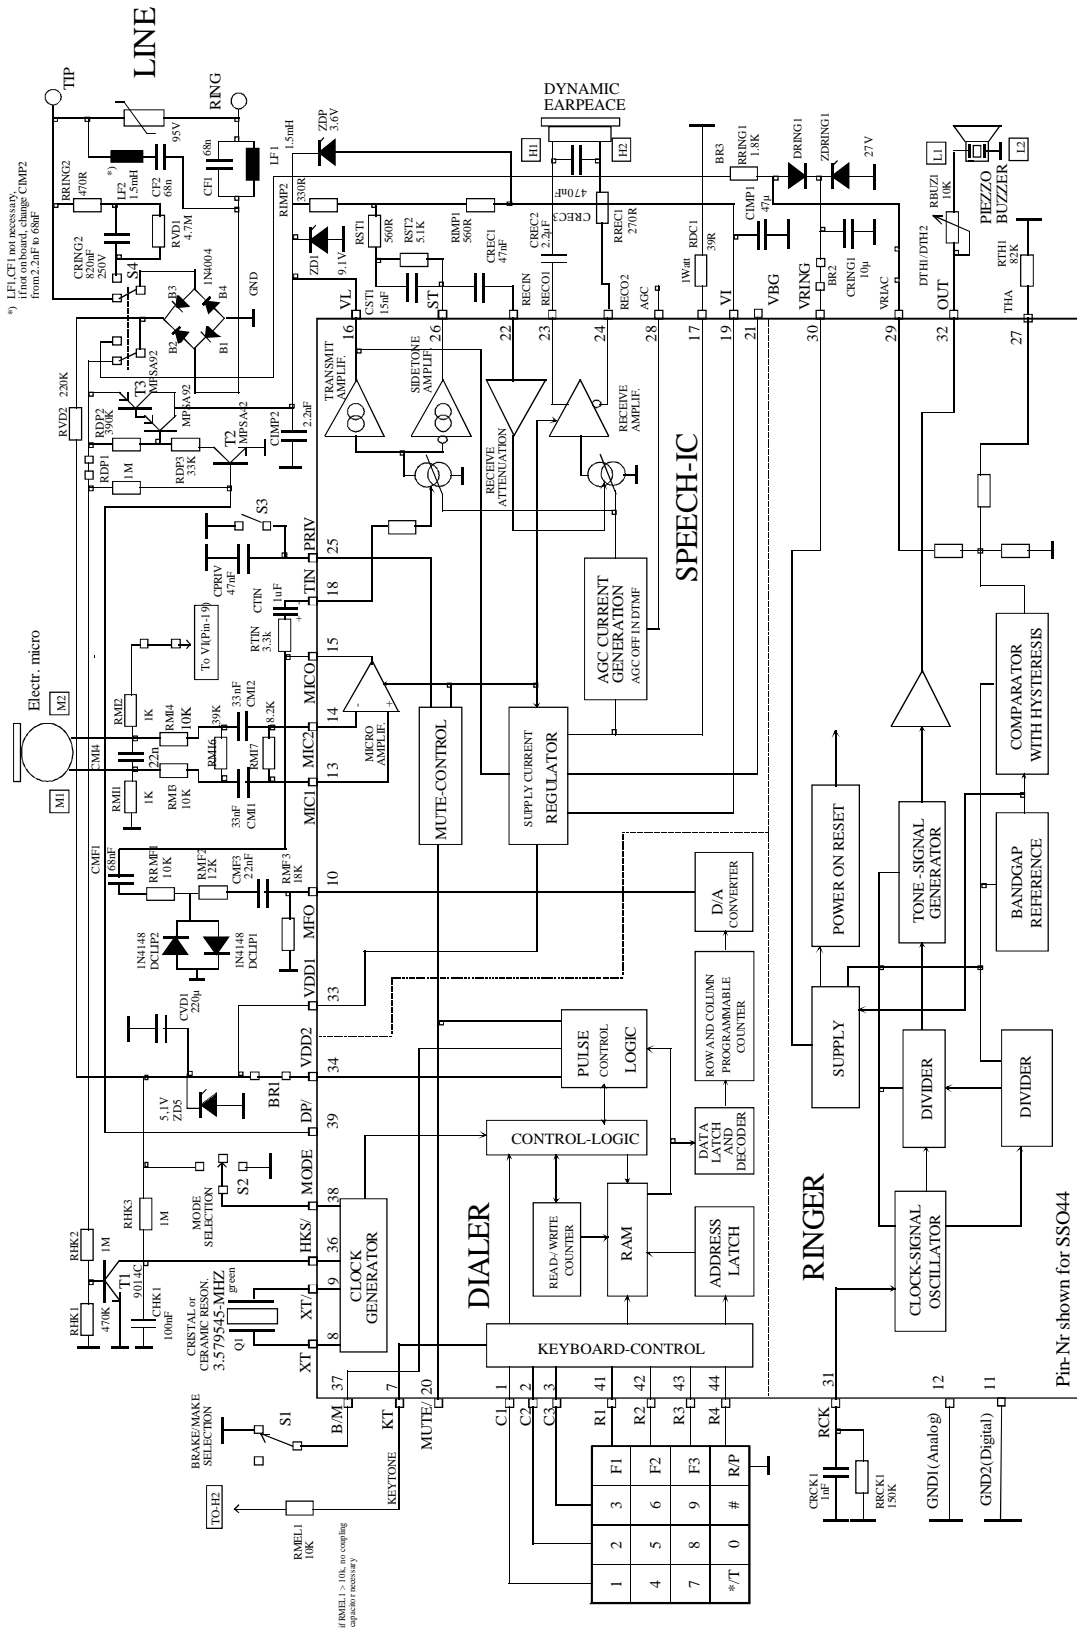 *) LF1,CF1 not necessary,
if not on board, change CIMP2
from 2.2nF to 68nF
TIP
LINE
RING
95V
*)
LF2
1.5mH
CF2
68n
68n
CF1
LF1
1.5mH
RRING2
470R
CRING2
820nF
250V
RVD1
4.7M
S4
B3
1N4004
B2
B4
B1
GND
ZDP
3.6V
RIMP2
330R
ZD1
9.1V
DYNAMIC
EARPEACE
H1
H2
470nF
CREC3
RREC1
270R
CREC2
2.2µF
CREC1
47nF
RIMP1
560R
RST1
560R
RST2
5.1K
CST1
15nF
BR3
RDC1
39R
1Watt
RRING1
1.8K
CIMP1
47µ
DRING1
ZDRING1
27V
BR2
CRING1
10µ
L1
L2
PIEZZO
BUZZER
RBUZ1
10K
DTH1/DTH2
RTH1
82K
THA
220K
RVD2
T3
MPSA92
MPSA92
RDP2
390K
RDP1
1M
RDP3
33K
T2
MPSA42
CIMP2
2.2nF
VL
16
ST
26
RECIN
22
RECO1
23
RECO2
24
AGC
28
17
VI
19
VBG
21
VRING
30
VRIAC
29
OUT
32
27
TRANSMIT
AMPLIF.
SIDETONE
AMPLIF.
RECEIVE
ATTENUATION
RECEIVE
AMPLIF.
SPEECH-IC
AGC CURRENT
GENERATION
AGC OFF IN DTMF
S3
PRIV
25
CPRIV
47nF
TIN
18
CTIN
1uF
+
RTIN
3.3k
MICO
15
To VI(Pin-19)
Electr. micro
M2
M1
RMI2
1K
CMI4
22n
RMI1
1K
RMI4
10K
RMI3
10K
39K
RMI6
33nF
CMI2
8.2K
RMI7
33nF
CMI1
MIC2
14
MIC1
13
MICRO
AMPLIF.
-
+
MUTE-CONTROL
SUPPLY CURRENT
REGULATOR
CMF1
68nF
RRMF1
10K
RMF2
12K
CMF3
22nF
RMF3
18K
MFO
10
1N4148
DCLIP2
1N4148
DCLIP1
CVD1
220µ
VDD1
33
VDD2
34
BR1
5,1V
ZD5
DP/
39
MODE
38
MODE
SELECTION
S2
RHK3
1M
HKS/
36
RHK2
1M
RHK1
470K
T1
9014C
CHK1
100nF
CRISTAL or
CERAMIC RESON.
3.579545-MHZ
green
Q1
XT/
9
XT
8
BRAKE/MAKE
SELECTION
S1
37
B/M
7
KT
KEYTONE
20
MUTE/
TO-H2
RMEL1
10K
if RMEL1 > 10k, no coupling
capacitor necessary
DIALER
CLOCK
GENERATOR
CONTROL-LOGIC
PULSE
CONTROL
LOGIC
READ-/WRITE
COUNTER
RAM
ADDRESS
LATCH
DATA
LATCH
AND
DECODER
ROW AND COLUMN
PROGRAMMABLE
COUNTER
D/A
CONVERTER
KEYBOARD-CONTROL
C1
1
C2
2
C3
3
R1
41
R2
42
R3
43
R4
44
1 2 3 F1
4 5 6 F2
7 8 9 F3
*/T 0 # R/P
RINGER
SUPPLY
POWER ON RESET
CLOCK-SIGNAL
OSCILLATOR
DIVIDER
DIVIDER
TONE-SIGNAL
GENERATOR
BANDGAP
REFERENCE
COMPARATOR
WITH HYSTERESIS
31
RCK
CRCK1
1nF
RRCK1
150K
12
GND1(Analog)
11
GND2(Digital)
Pin-Nr shown for SSO44